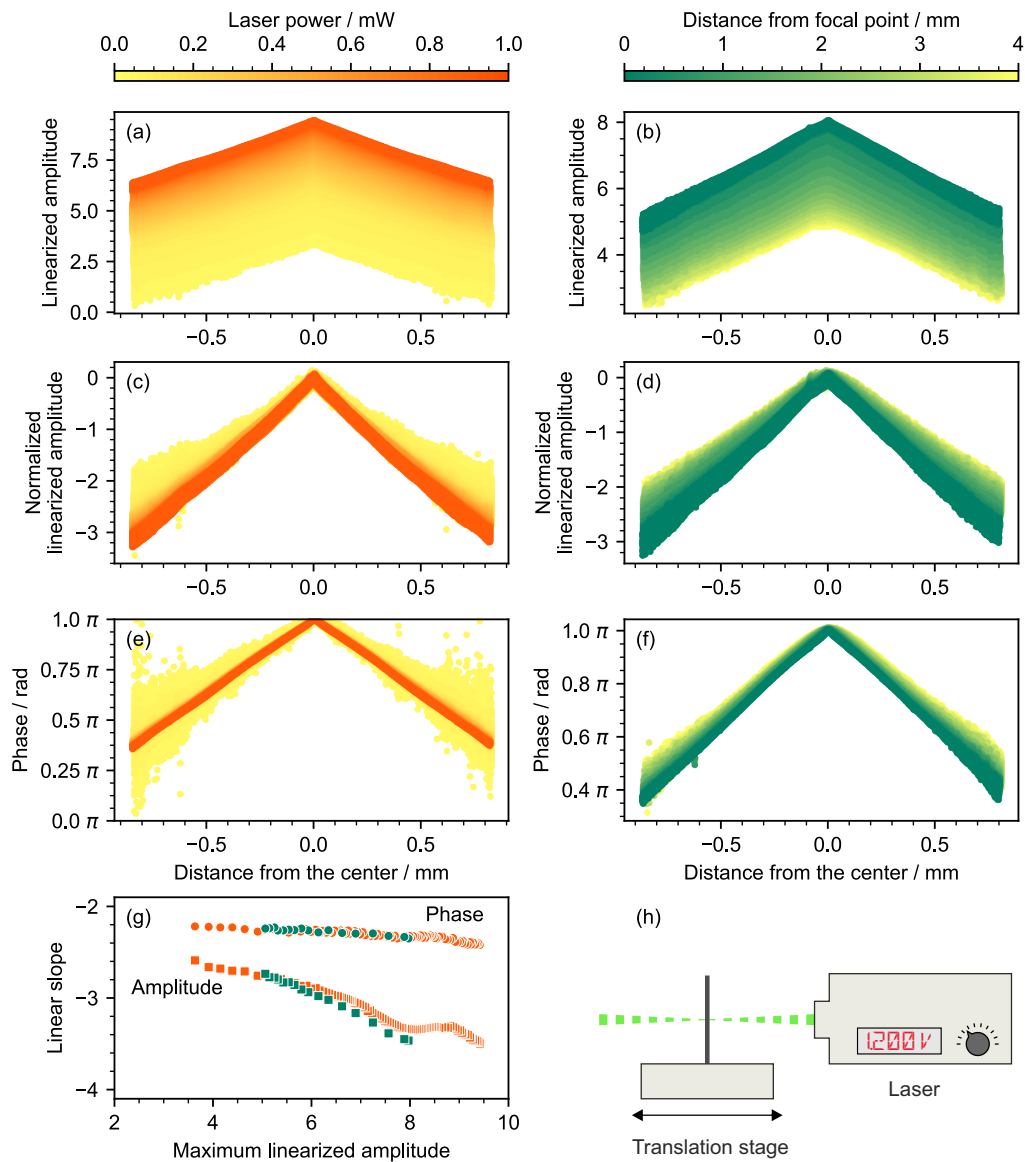 Laser power / mW
0.0 0.2 0.4 0.6 0.8 1.0
Distance from focal point / mm
0 1 2 3 4
(a)
Linearized amplitude
7.5
5.0
2.5
0.0
−0.5 0.0 0.5
(b)
Linearized amplitude
8
6
4
−0.5 0.0 0.5
(c)
Normalized
linearized amplitude
0
−1
−2
−3
−0.5 0.0 0.5
(d)
Normalized
linearized amplitude
0
−1
−2
−3
−0.5 0.0 0.5
(e)
Phase / rad
1.0 π
0.75π
0.5 π
0.25π
0.0 π
−0.5 0.0 0.5
Distance from the center / mm
(f)
Phase / rad
1.0 π
0.8 π
0.6 π
0.4 π
−0.5 0.0 0.5
Distance from the center / mm
(g)
Phase
Amplitude
Linear slope
−2
−3
−4
2 4 6 8 10
Maximum linearized amplitude
(h)
1.200V
Laser
Translation stage